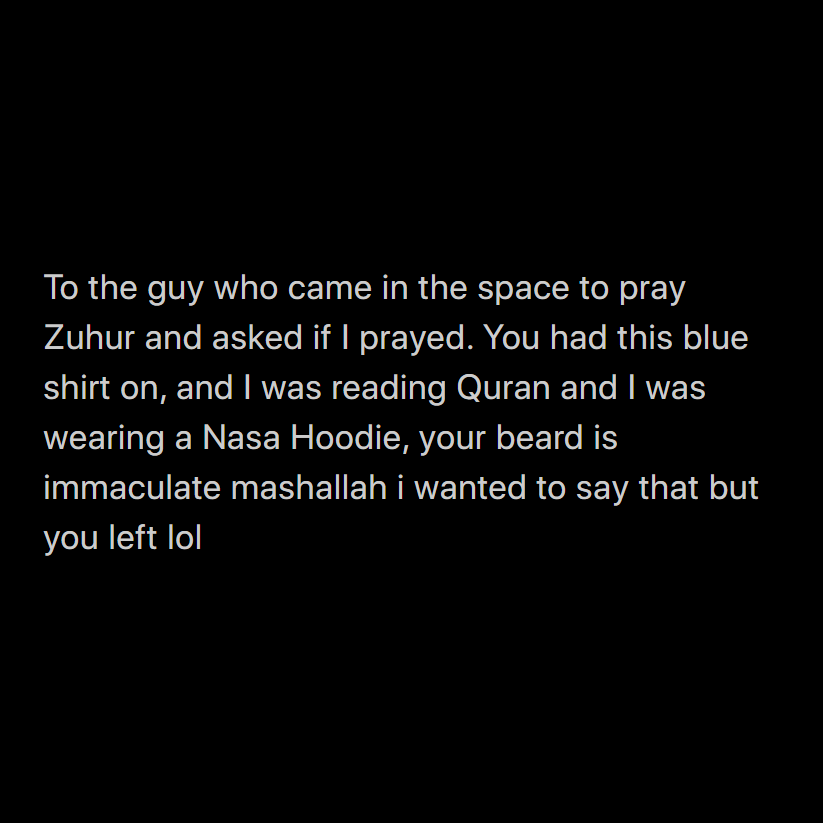 To the guy who came in the space to pray
Zuhur and asked if I prayed. You had this blue
shirt on, and I was reading Quran and I was
wearing a Nasa Hoodie, your beard is
immaculate mashallah i wanted to say that but
you left lol